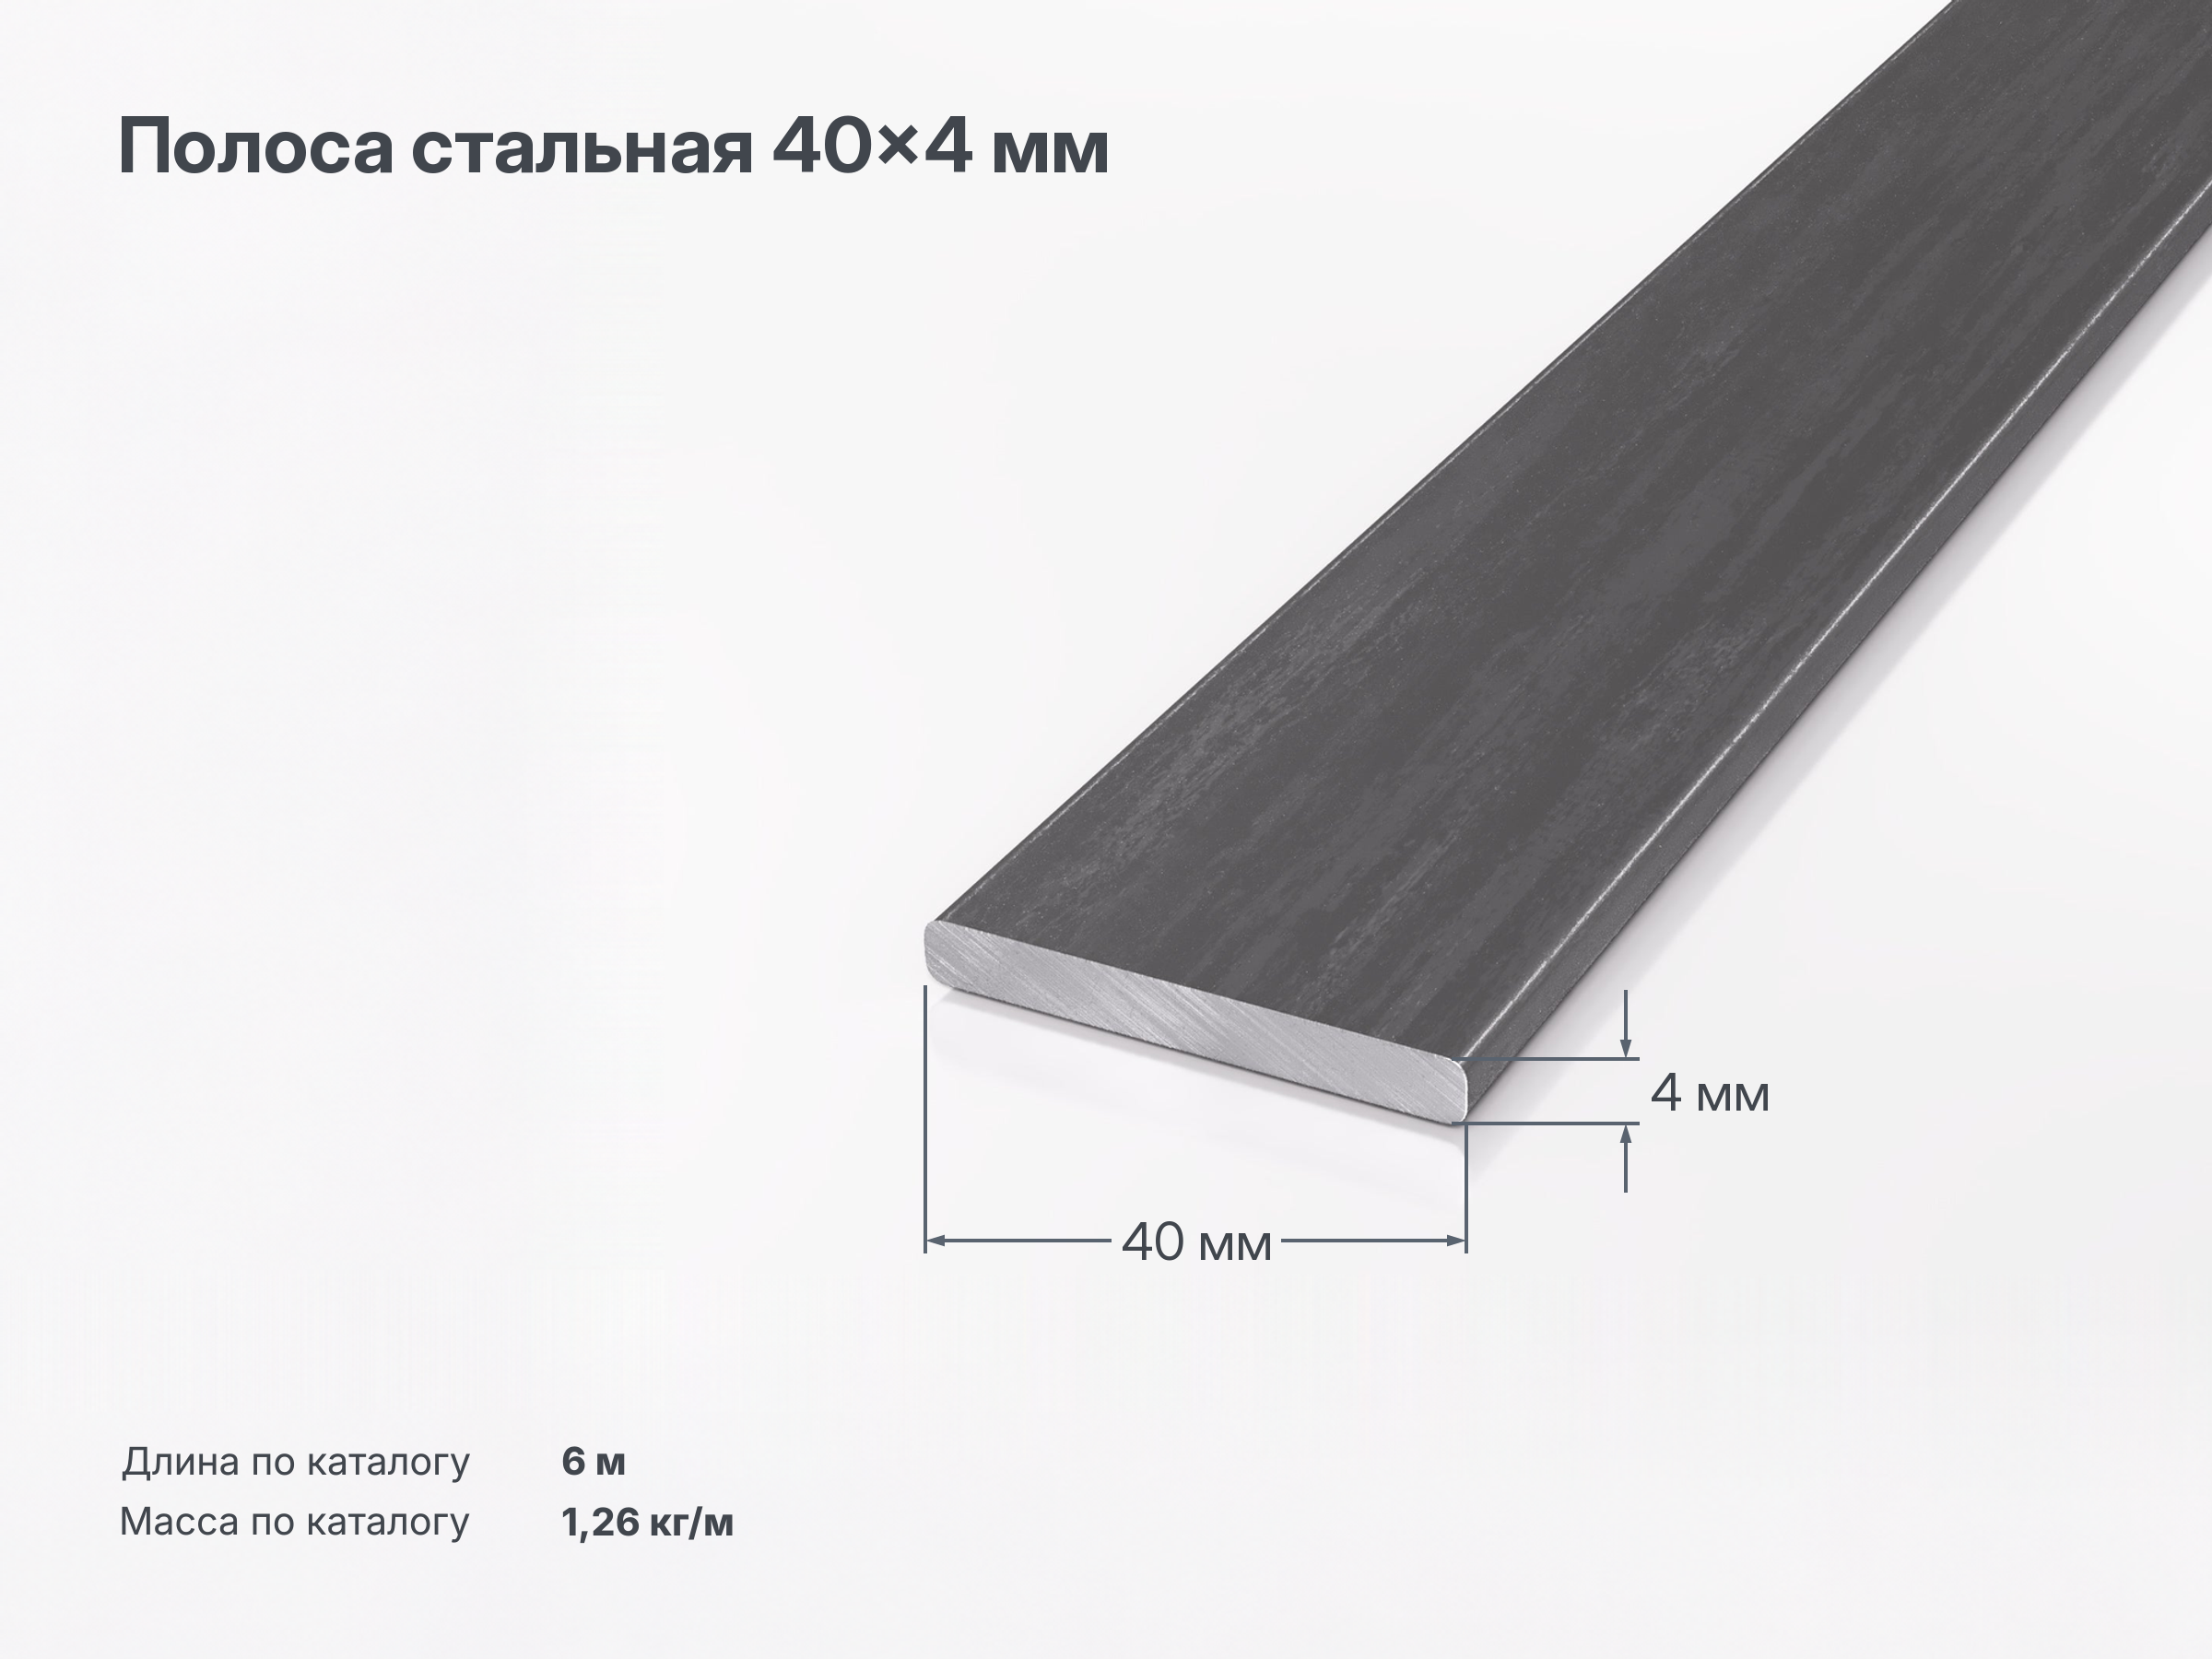 Полоса стальная 40×4 мм
4 мм
40 мм
Длина по каталогу 6 м
Масса по каталогу 1,26 кг/м